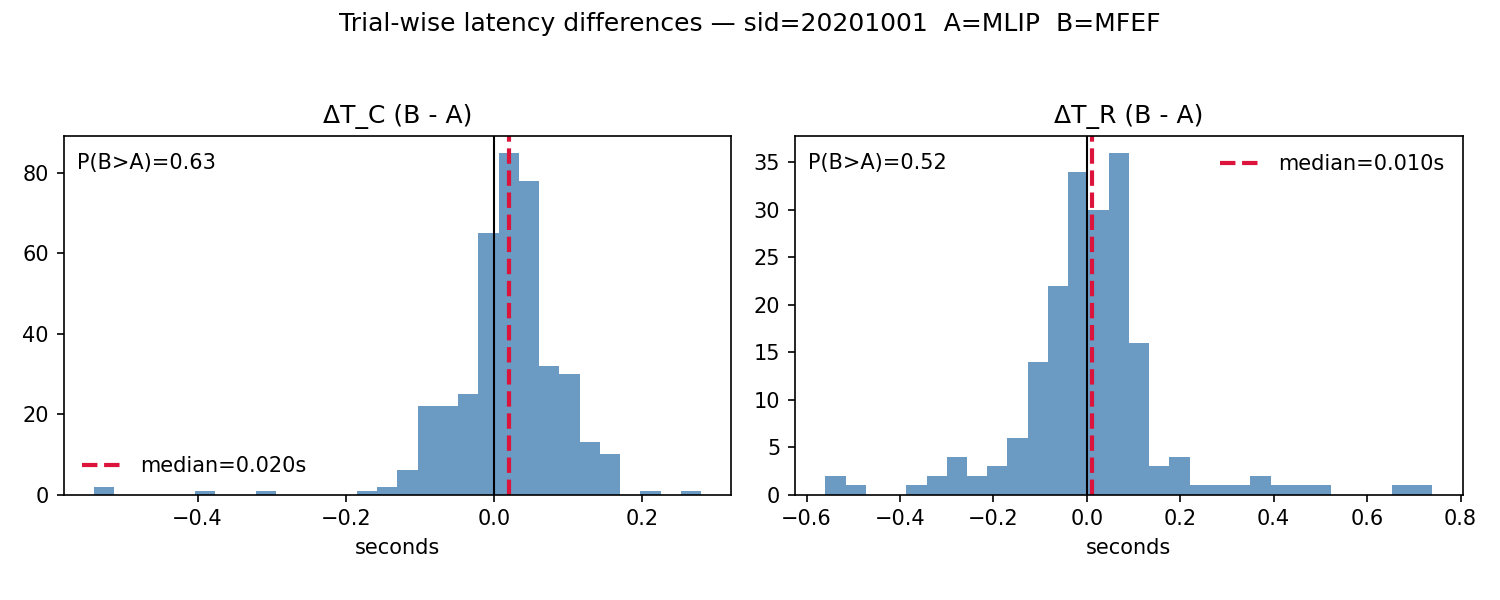 Trial-wise latency differences — sid=20201001  A=MLIP  B=MFEF
ΔT_C (B - A)
P(B>A)=0.63
median=0.020s
80
60
40
20
0
−0.4
−0.2
0.0
0.2
seconds
ΔT_R (B - A)
P(B>A)=0.52
median=0.010s
35
30
25
20
15
10
5
0
−0.6
−0.4
−0.2
0.0
0.2
0.4
0.6
0.8
seconds